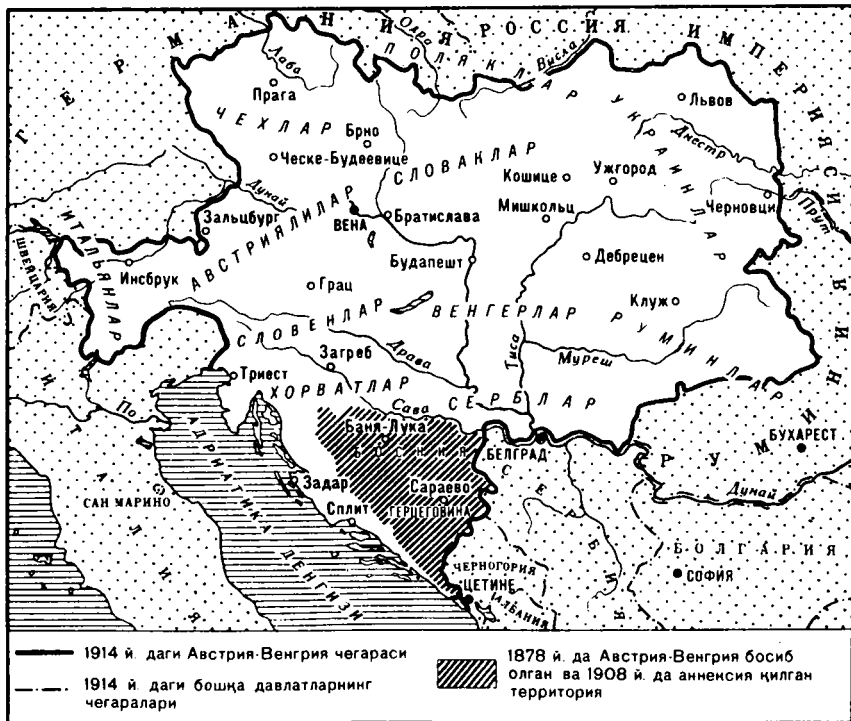 ГЕРМАНИЯ
РОССИЯ ИМПЕРИЯСИ
Лаба
Одра
Висла
ПОЛЯКЛАР
Прага
ЧЕХЛАР
Брно
Львов
УКРАИНЛАР
Днестр
Ческе-Будеевице
СЛОВАКЛАР
Кошице
Ужгород
Дунай
Зальцбург
ВЕНА
Братислава
Мишкольц
Черновци
Прут
ИТАЛЬЯНЛАР
АВСТРИЯЛИЛАР
ШВЕЙЦАРИЯ
Инсбрук
Будапешт
Дебрецен
Грац
Клуж
СЛОВЕНЛАР
ВЕНГЕРЛАР
РУМИНЛАР
Драва
Тиса
Муреш
Загреб
Триест
ХОРВАТЛАР
Сава
СЕРБЛАР
По
Баня-Лука
БЕЛГРАД
БУХАРЕСТ
БОСНИЯ
РУМИНИЯ
ИТАЛИЯ
АДРИАТИКА ДЕНГИЗИ
Задар
Сараево
СЕРБИЯ
Дунай
САН МАРИНО
Сплит
ГЕРЦЕГОВИНА
БОЛГАРИЯ
ЧЕРНОГОРИЯ
ЦЕТИНЕ
АЛБАНИЯ
СОФИЯ
1914 й. даги Австрия-Венгрия чегараси
1914 й. даги бошқа давлатларнинг
чегаралари
1878 й. да Австрия-Венгрия босиб
олган ва 1908 й. да аннексия қилган
территория